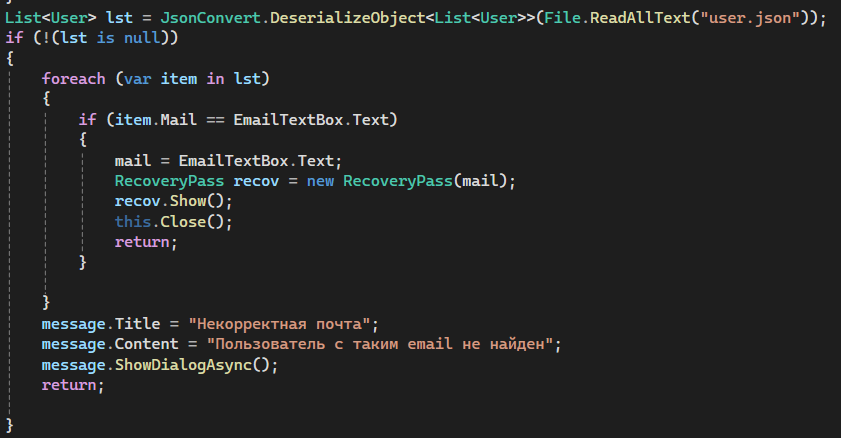 }
List<User> lst = JsonConvert.DeserializeObject<List<User>>(File.ReadAllText("user.json"));
if (!(lst is null))
{
    foreach (var item in lst)
    {
        if (item.Mail == EmailTextBox.Text)
        {
            mail = EmailTextBox.Text;
            RecoveryPass recov = new RecoveryPass(mail);
            recov.Show();
            this.Close();
            return;
        }

    }
    message.Title = "Некорректная почта";
    message.Content = "Пользователь с таким email не найден";
    message.ShowDialogAsync();
    return;

}